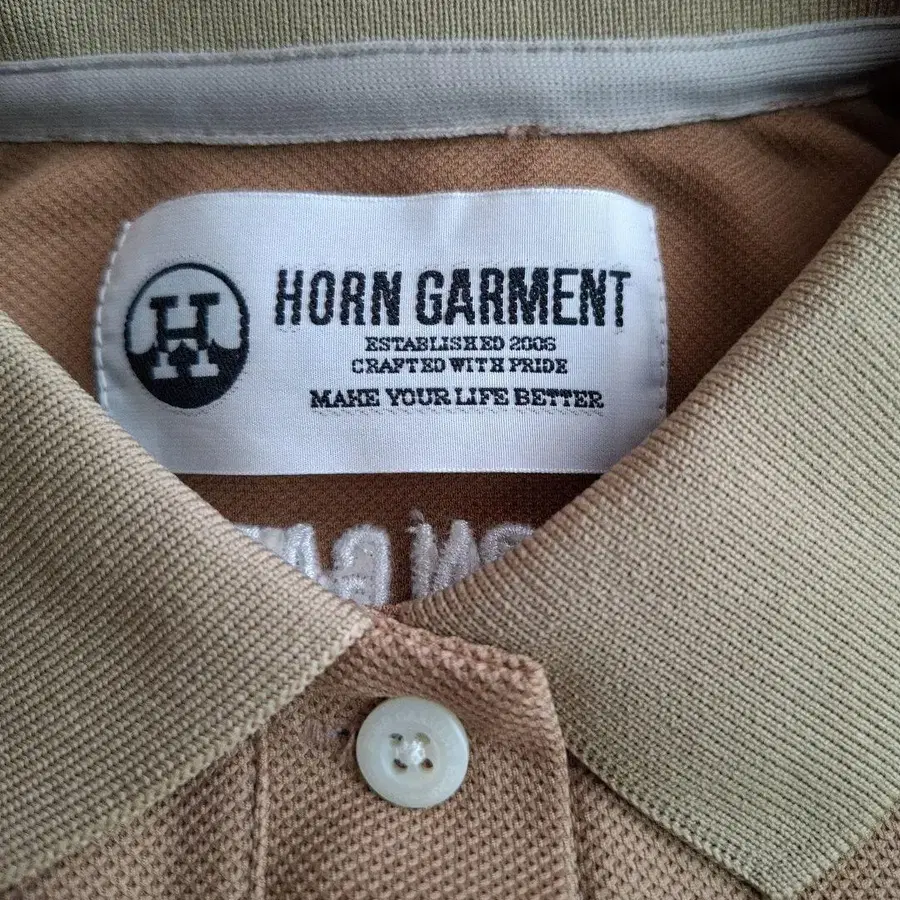 H
HORN GARMENT
ESTABLISHED 2006
CRAFTED WITH PRIDE
MAKE YOUR LIFE BETTER